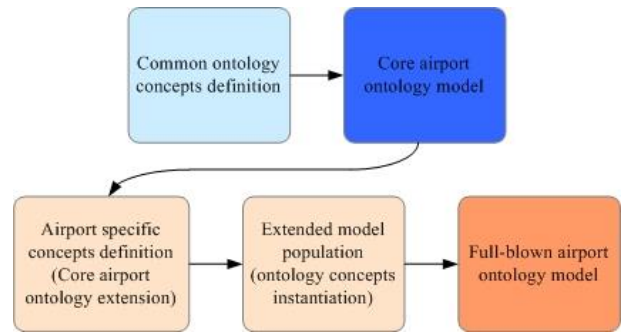 Common ontology
concepts definition
Core airport
ontology model
Airport specific
concepts definition
(Core airport
ontology extension)
Extended model
population
(ontology concepts
instantiation)
Full-blown airport
ontology model